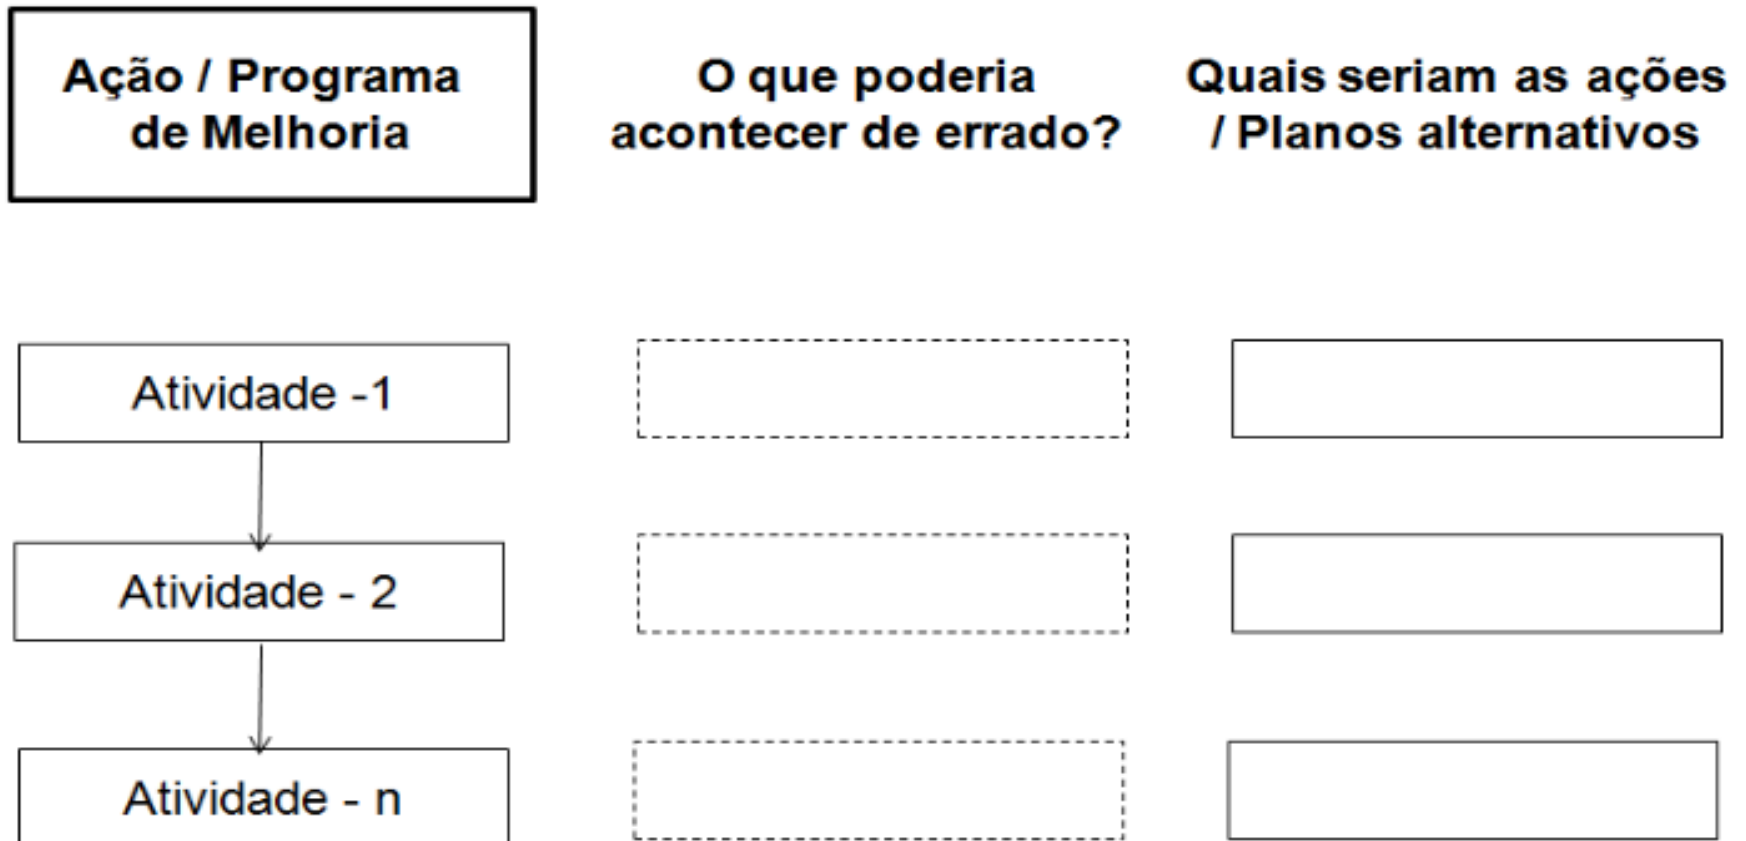 Ação / Programa
de Melhoria
O que poderia
acontecer de errado?
Quais seriam as ações
/ Planos alternativos
Atividade -1
Atividade - 2
Atividade - n